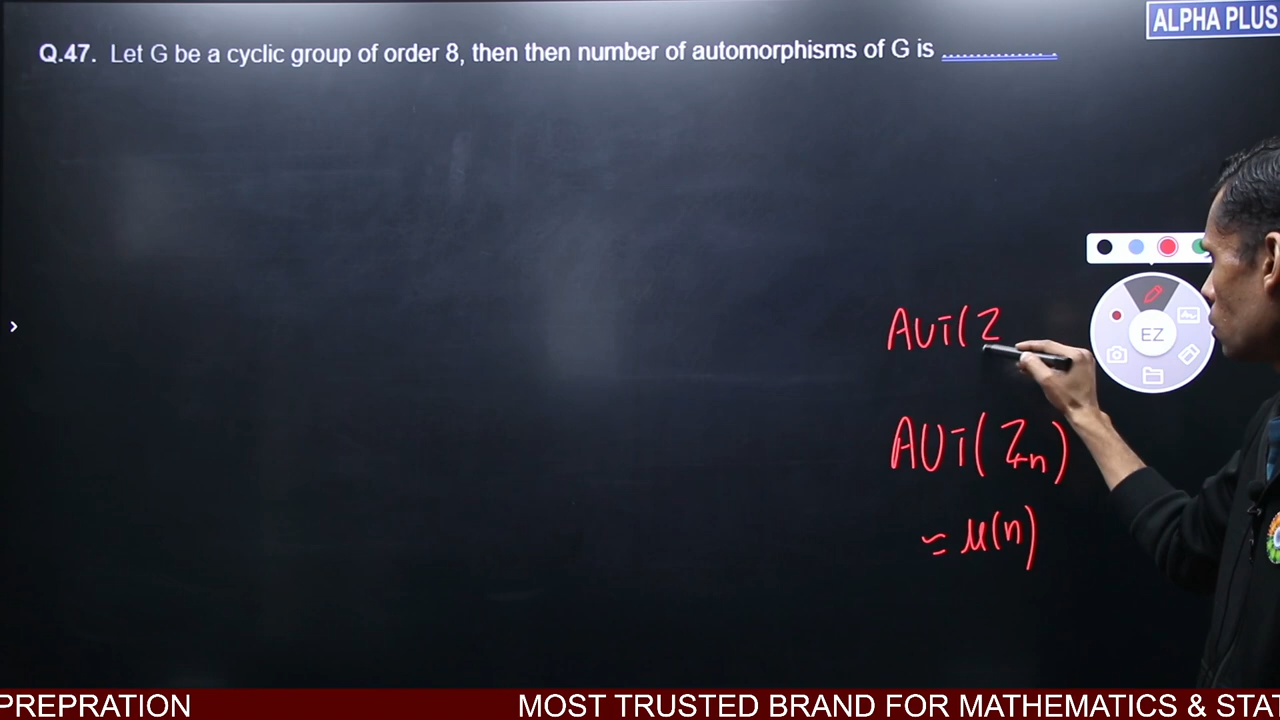 ALPHA PLUS
Q.47. Let G be a cyclic group of order 8, then then number of automorphisms of G is ...............
EZ
AUT(Z
AUT(Zn)
≈ μ(n)
PREPRATION MOST TRUSTED BRAND FOR MATHEMATICS & STAT